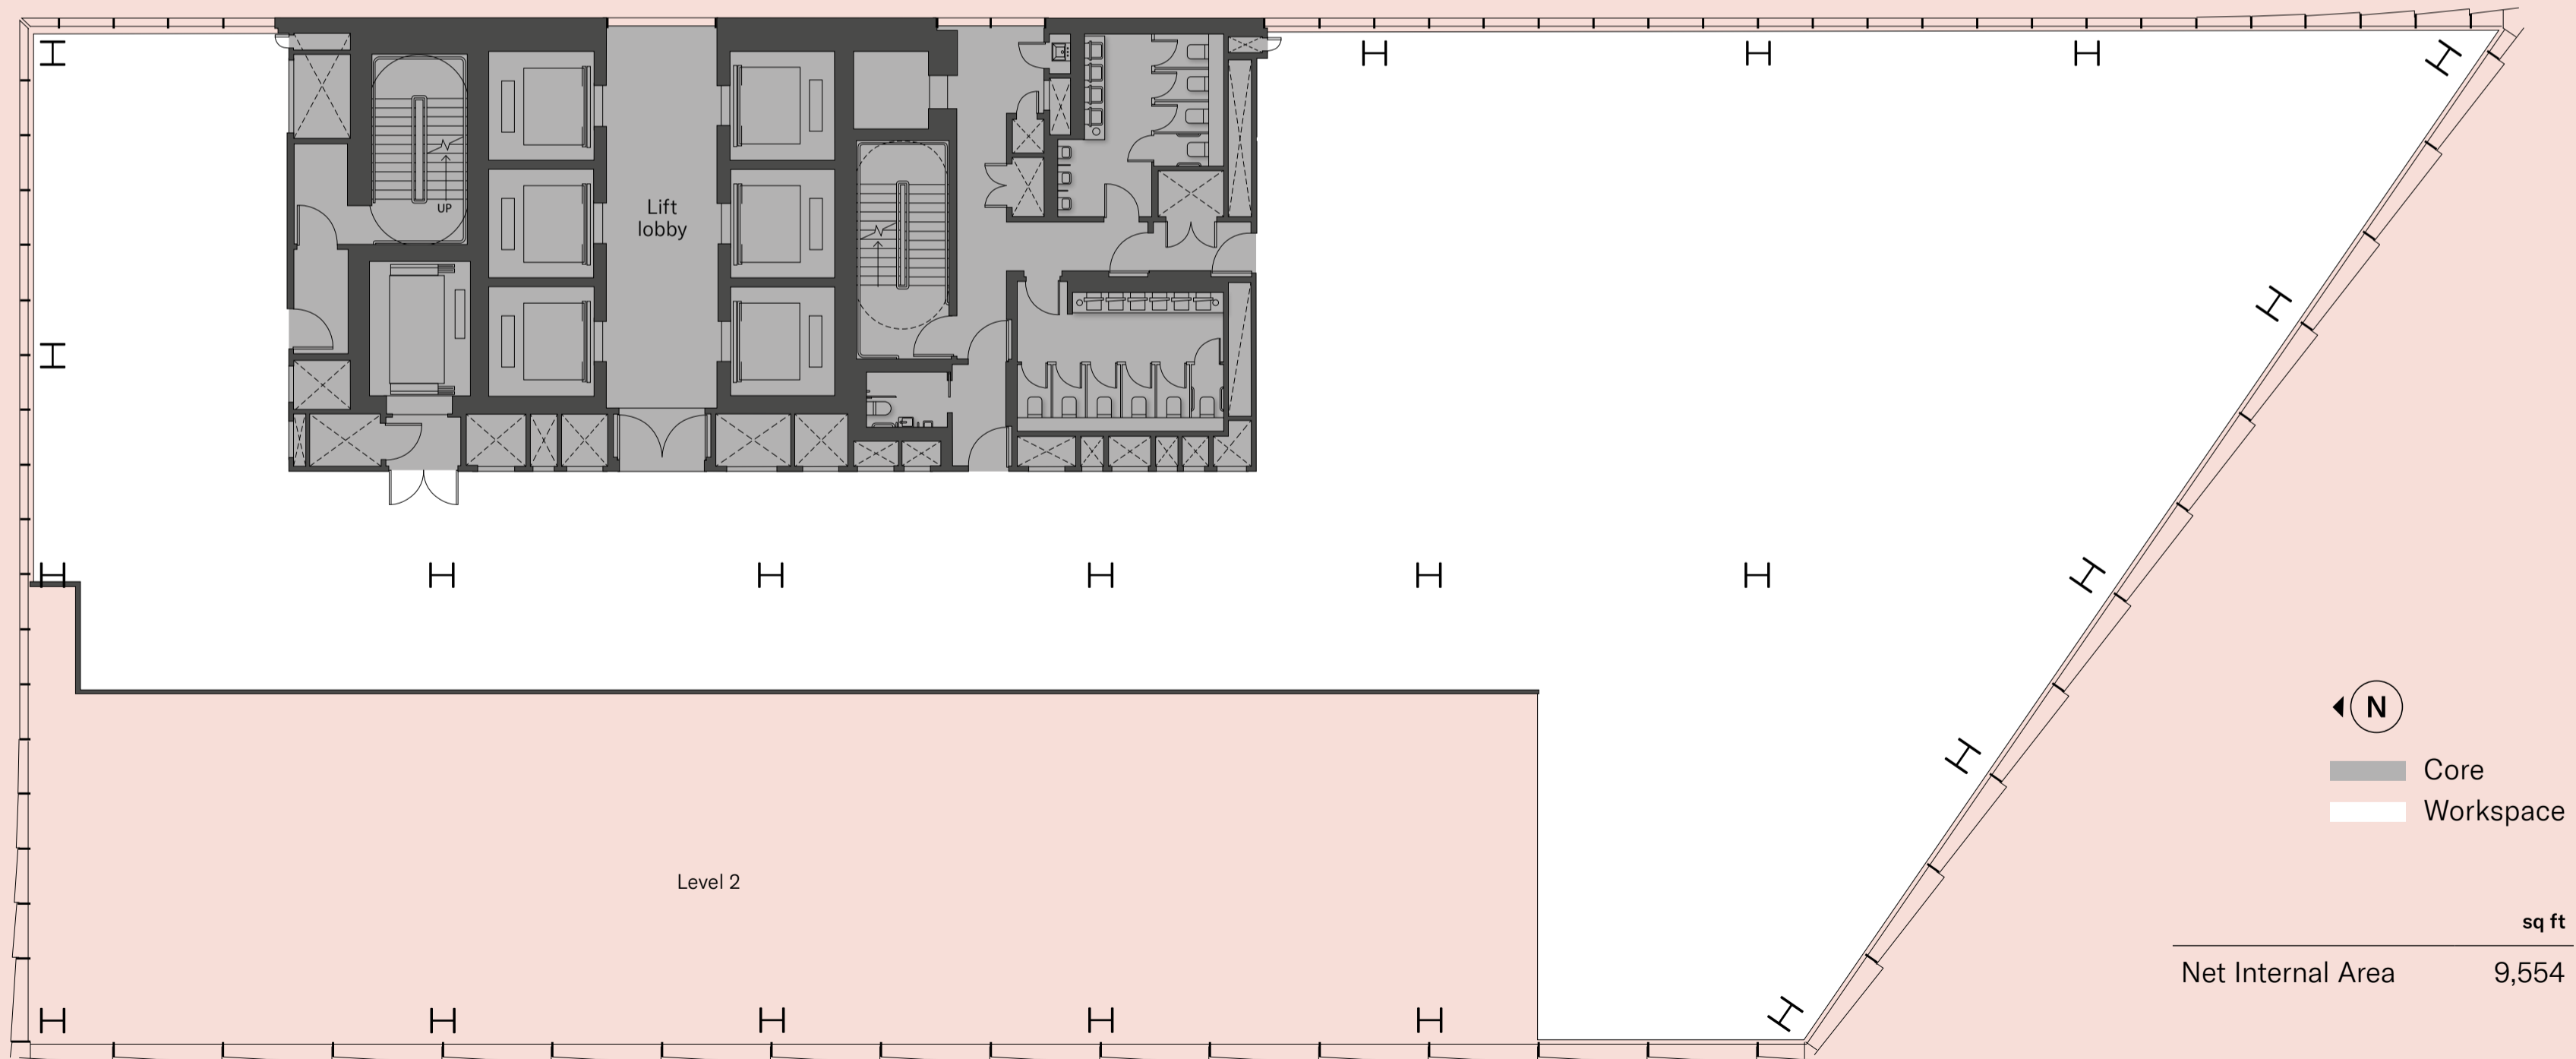 UP
Lift
lobby
Level 2
N
Core
Workspace
sq ft
Net Internal Area 9,554